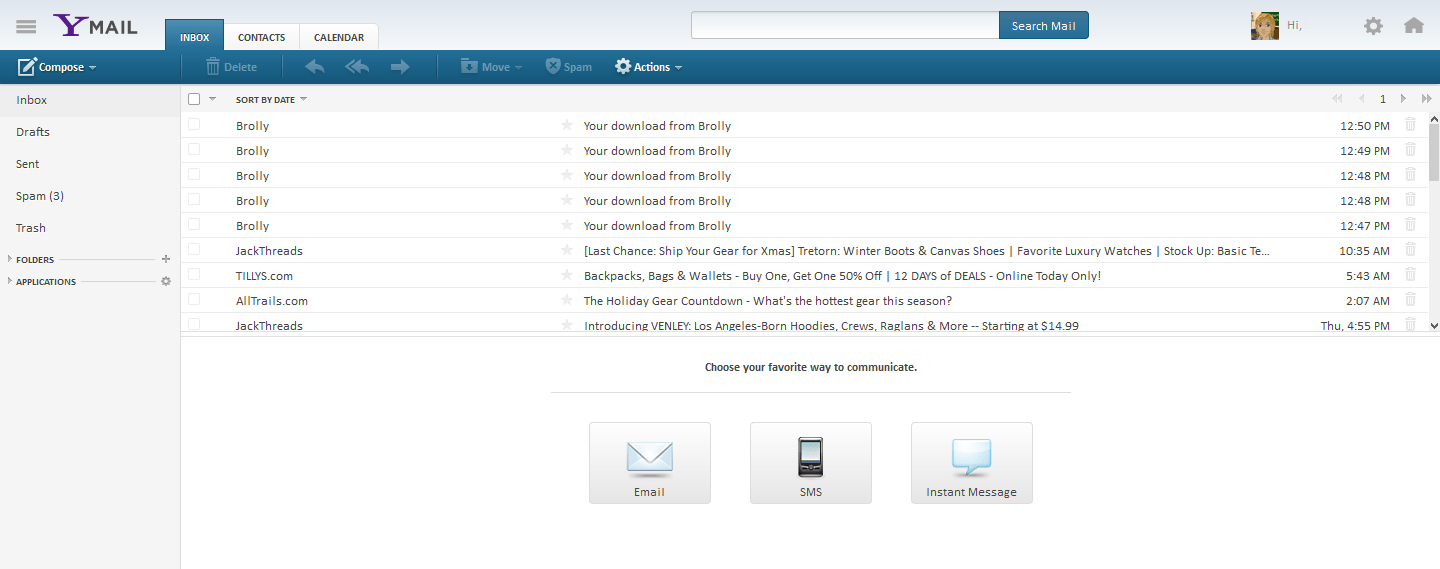 Y MAIL
INBOX CONTACTS CALENDAR
Search Mail
Hi,
Compose Delete Move Spam Actions
Inbox
Drafts
Sent
Spam (3)
Trash
FOLDERS
APPLICATIONS
SORT BY DATE 1
Brolly Your download from Brolly 12:50 PM
Brolly Your download from Brolly 12:49 PM
Brolly Your download from Brolly 12:48 PM
Brolly Your download from Brolly 12:48 PM
Brolly Your download from Brolly 12:47 PM
JackThreads [Last Chance: Ship Your Gear for Xmas] Tretorn: Winter Boots & Canvas Shoes | Favorite Luxury Watches | Stock Up: Basic Te... 10:35 AM
TILLYS.com Backpacks, Bags & Wallets - Buy One, Get One 50% Off | 12 DAYS of DEALS - Online Today Only! 5:43 AM
AllTrails.com The Holiday Gear Countdown - What's the hottest gear this season? 2:07 AM
JackThreads Introducing VENLEY: Los Angeles-Born Hoodies, Crews, Raglans & More -- Starting at $14.99 Thu, 4:55 PM
Choose your favorite way to communicate.
Email SMS Instant Message